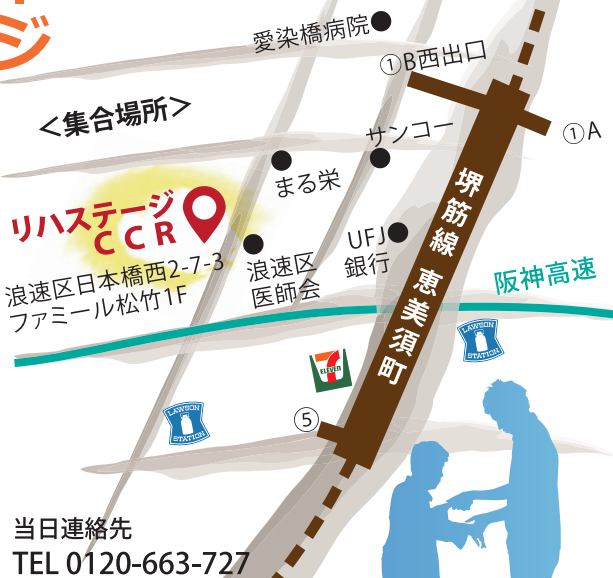 ージ
愛染橋病院
①B西出口
＜集合場所＞
サンコー
①A
まる栄
リハステージ
CCR
堺筋線 恵美須町
UFJ
銀行
浪速区
医師会
浪速区日本橋西2-7-3
ファミール松竹1F
阪神高速
LAWSON
STATION
7
ELEVEN
LAWSON
STATION
⑤
当日連絡先
TEL 0120-663-727